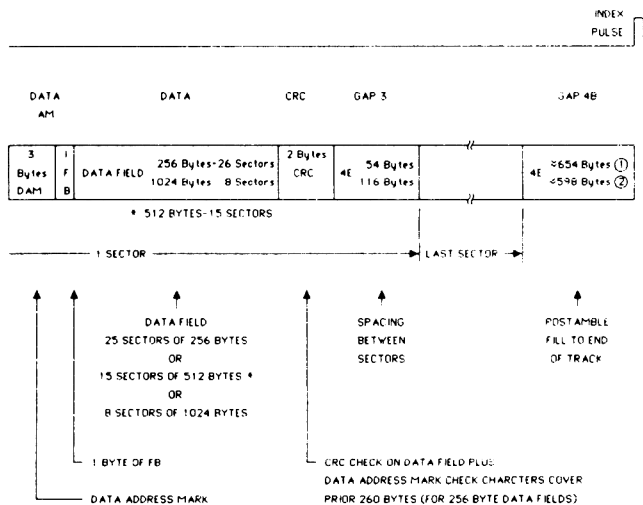 INDEX
PULSE
DATA
AM
DATA
CRC
GAP 3
GAP 4B
3
Bytes
DAM
1
F
B
DATA FIELD
256 Bytes-26 Sectors
1024 Bytes 8 Sectors
2 Bytes
CRC
4E
54 Bytes
116 Bytes
4E
≈654 Bytes ①
≈598 Bytes ②
* 512 BYTES-15 SECTORS
1 SECTOR
LAST SECTOR
DATA FIELD
25 SECTORS OF 256 BYTES
OR
15 SECTORS OF 512 BYTES *
OR
8 SECTORS OF 1024 BYTES
SPACING
BETWEEN
SECTORS
POSTAMBLE
FILL TO END
OF TRACK
1 BYTE OF FB
DATA ADDRESS MARK
CRC CHECK ON DATA FIELD PLUS
DATA ADDRESS MARK CHECK CHARCTERS COVER
PRIOR 260 BYTES (FOR 256 BYTE DATA FIELDS)